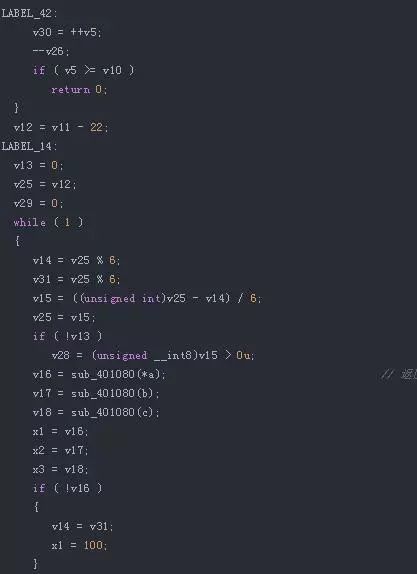 LABEL_42:
v30 = ++v5;
--v26;
if ( v5 >= v10 )
return 0;
}
v12 = v11 - 22;
LABEL_14:
v13 = 0;
v25 = v12;
v29 = 0;
while ( 1 )
{
v14 = v25 % 6;
v31 = v25 % 6;
v15 = ((unsigned int)v25 - v14) / 6;
v25 = v15;
if ( !v13 )
v28 = (unsigned __int8)v15 > 0u;
v16 = sub_401080(*a); // 返
v17 = sub_401080(b);
v18 = sub_401080(c);
x1 = v16;
x2 = v17;
x3 = v18;
if ( !v16 )
{
v14 = v31;
x1 = 100;
}